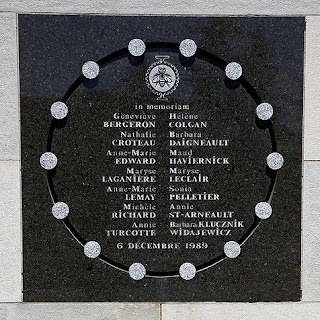 in memoriam
Geneviève Hélène
BERGERON COLGAN
Nathalie Barbara
CROTEAU DAIGNEAULT
Anne-Marie Maud
EDWARD HAVIERNICK
Maryse Maryse
LAGANIÈRE LECLAIR
Anne-Marie Sonia
LEMAY PELLETIER
Michèle Annie
RICHARD ST-ARNEAULT
Annie Barbara KLUCZNIK
TURCOTTE WIDAJEWICZ
6 DÉCEMBRE 1989